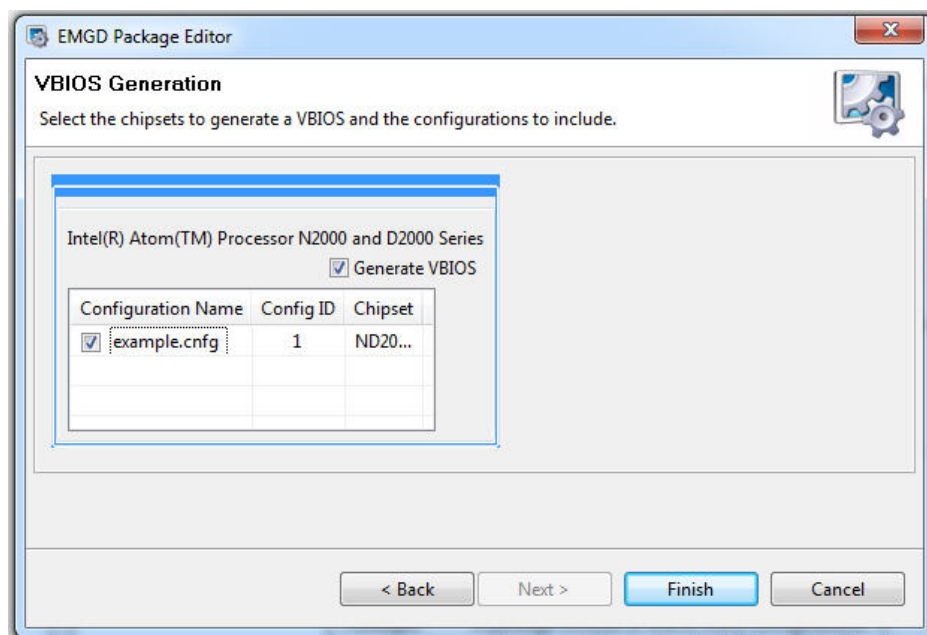 EMGD Package Editor
VBIOS Generation
Select the chipsets to generate a VBIOS and the configurations to include.
Intel(R) Atom(TM) Processor N2000 and D2000 Series
Generate VBIOS
Configuration Name Config ID Chipset
example.cnfg 1 ND20...
< Back Next > Finish Cancel